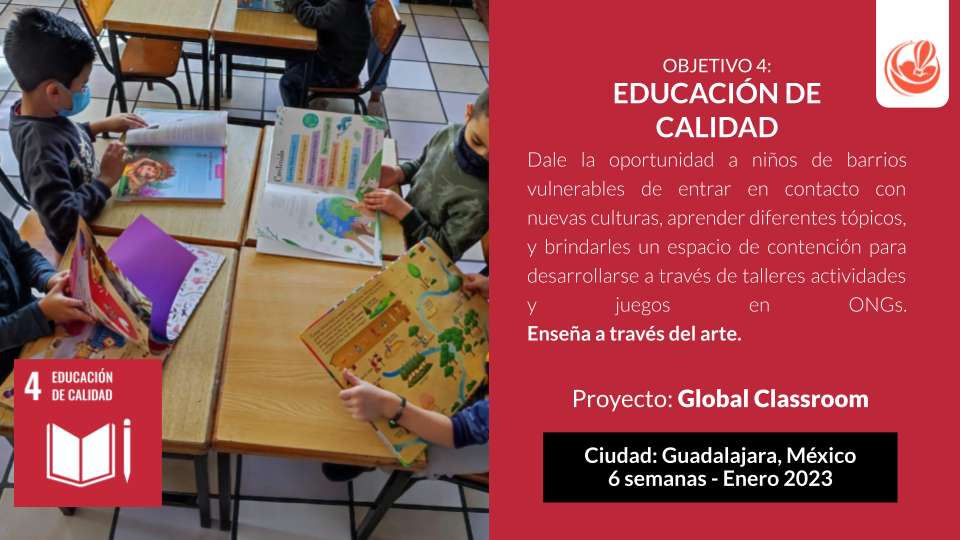 OBJETIVO 4:
EDUCACIÓN DE
CALIDAD
Dale la oportunidad a niños de barrios
vulnerables de entrar en contacto con
nuevas culturas, aprender diferentes tópicos,
y brindarles un espacio de contención para
desarrollarse a través de talleres actividades
y juegos en ONGs.
Enseña a través del arte.
Proyecto: Global Classroom
Ciudad: Guadalajara, México
6 semanas - Enero 2023
4 EDUCACIÓN
DE CALIDAD
Contenido